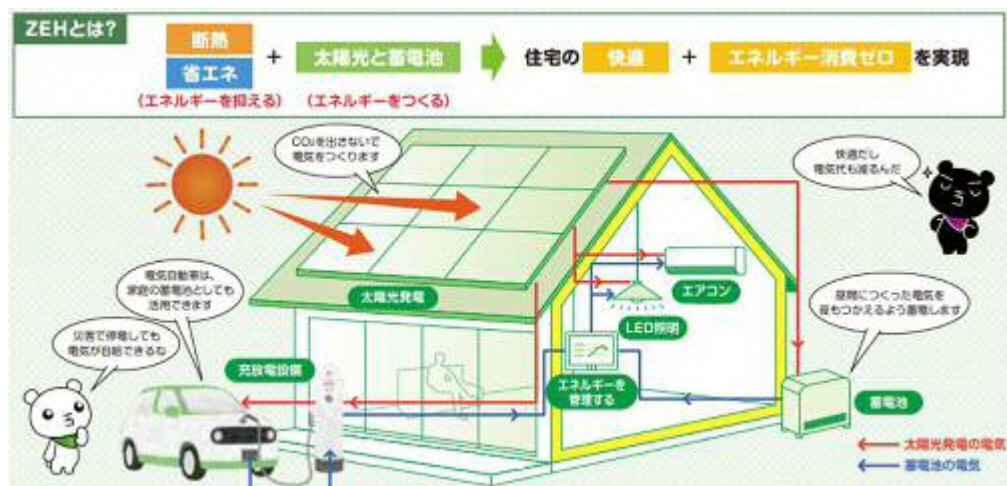 ZEHとは?
断熱
省エネ
(エネルギーを抑える)
+
太陽光と蓄電池
(エネルギーをつくる)
住宅の 快適 + エネルギー消費ゼロ を実現
CO₂を出さないで
電気をつくります
快適だし
電気代も減るんだ
電気自動車は、
家庭の蓄電池としても
活用できます
災害で停電しても
電気が自給できるね
太陽光発電
エアコン
LED照明
昼間につくった電気を
夜もつかえるよう蓄電します
充放電設備
エネルギーを
管理する
蓄電池
太陽光発電の電気
蓄電池の電気